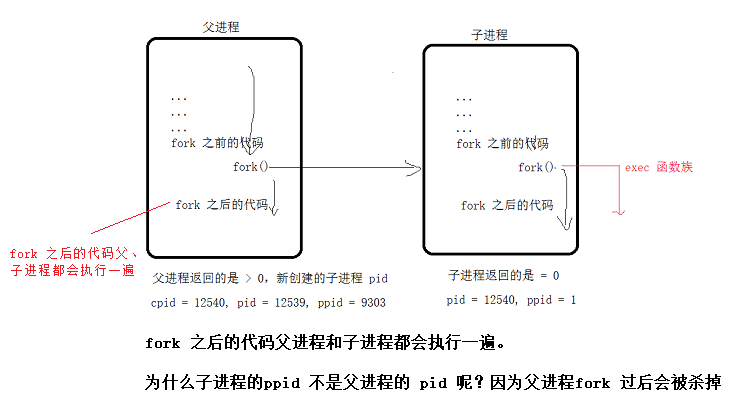 父进程
子进程
...
...
...
fork 之前的代码
fork()
fork 之后的代码
...
...
...
fork 之前的代码
fork()
fork 之后的代码
exec 函数族
fork 之后的代码父、
子进程都会执行一遍
父进程返回的是 > 0，新创建的子进程 pid
cpid = 12540, pid = 12539, ppid = 9303
子进程返回的是 = 0
pid = 12540, ppid = 1
fork 之后的代码父进程和子进程都会执行一遍。
为什么子进程的ppid 不是父进程的 pid 呢？因为父进程fork 过后会被杀掉